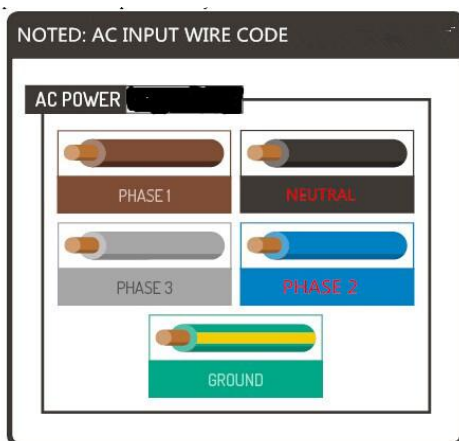 NOTED: AC INPUT WIRE CODE
AC POWER
PHASE 1
NEUTRAL
PHASE 3
PHASE 2
GROUND